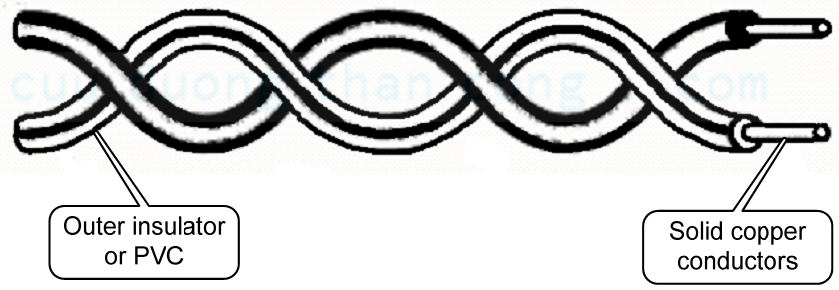 Outer insulator
or PVC
Solid copper
conductors